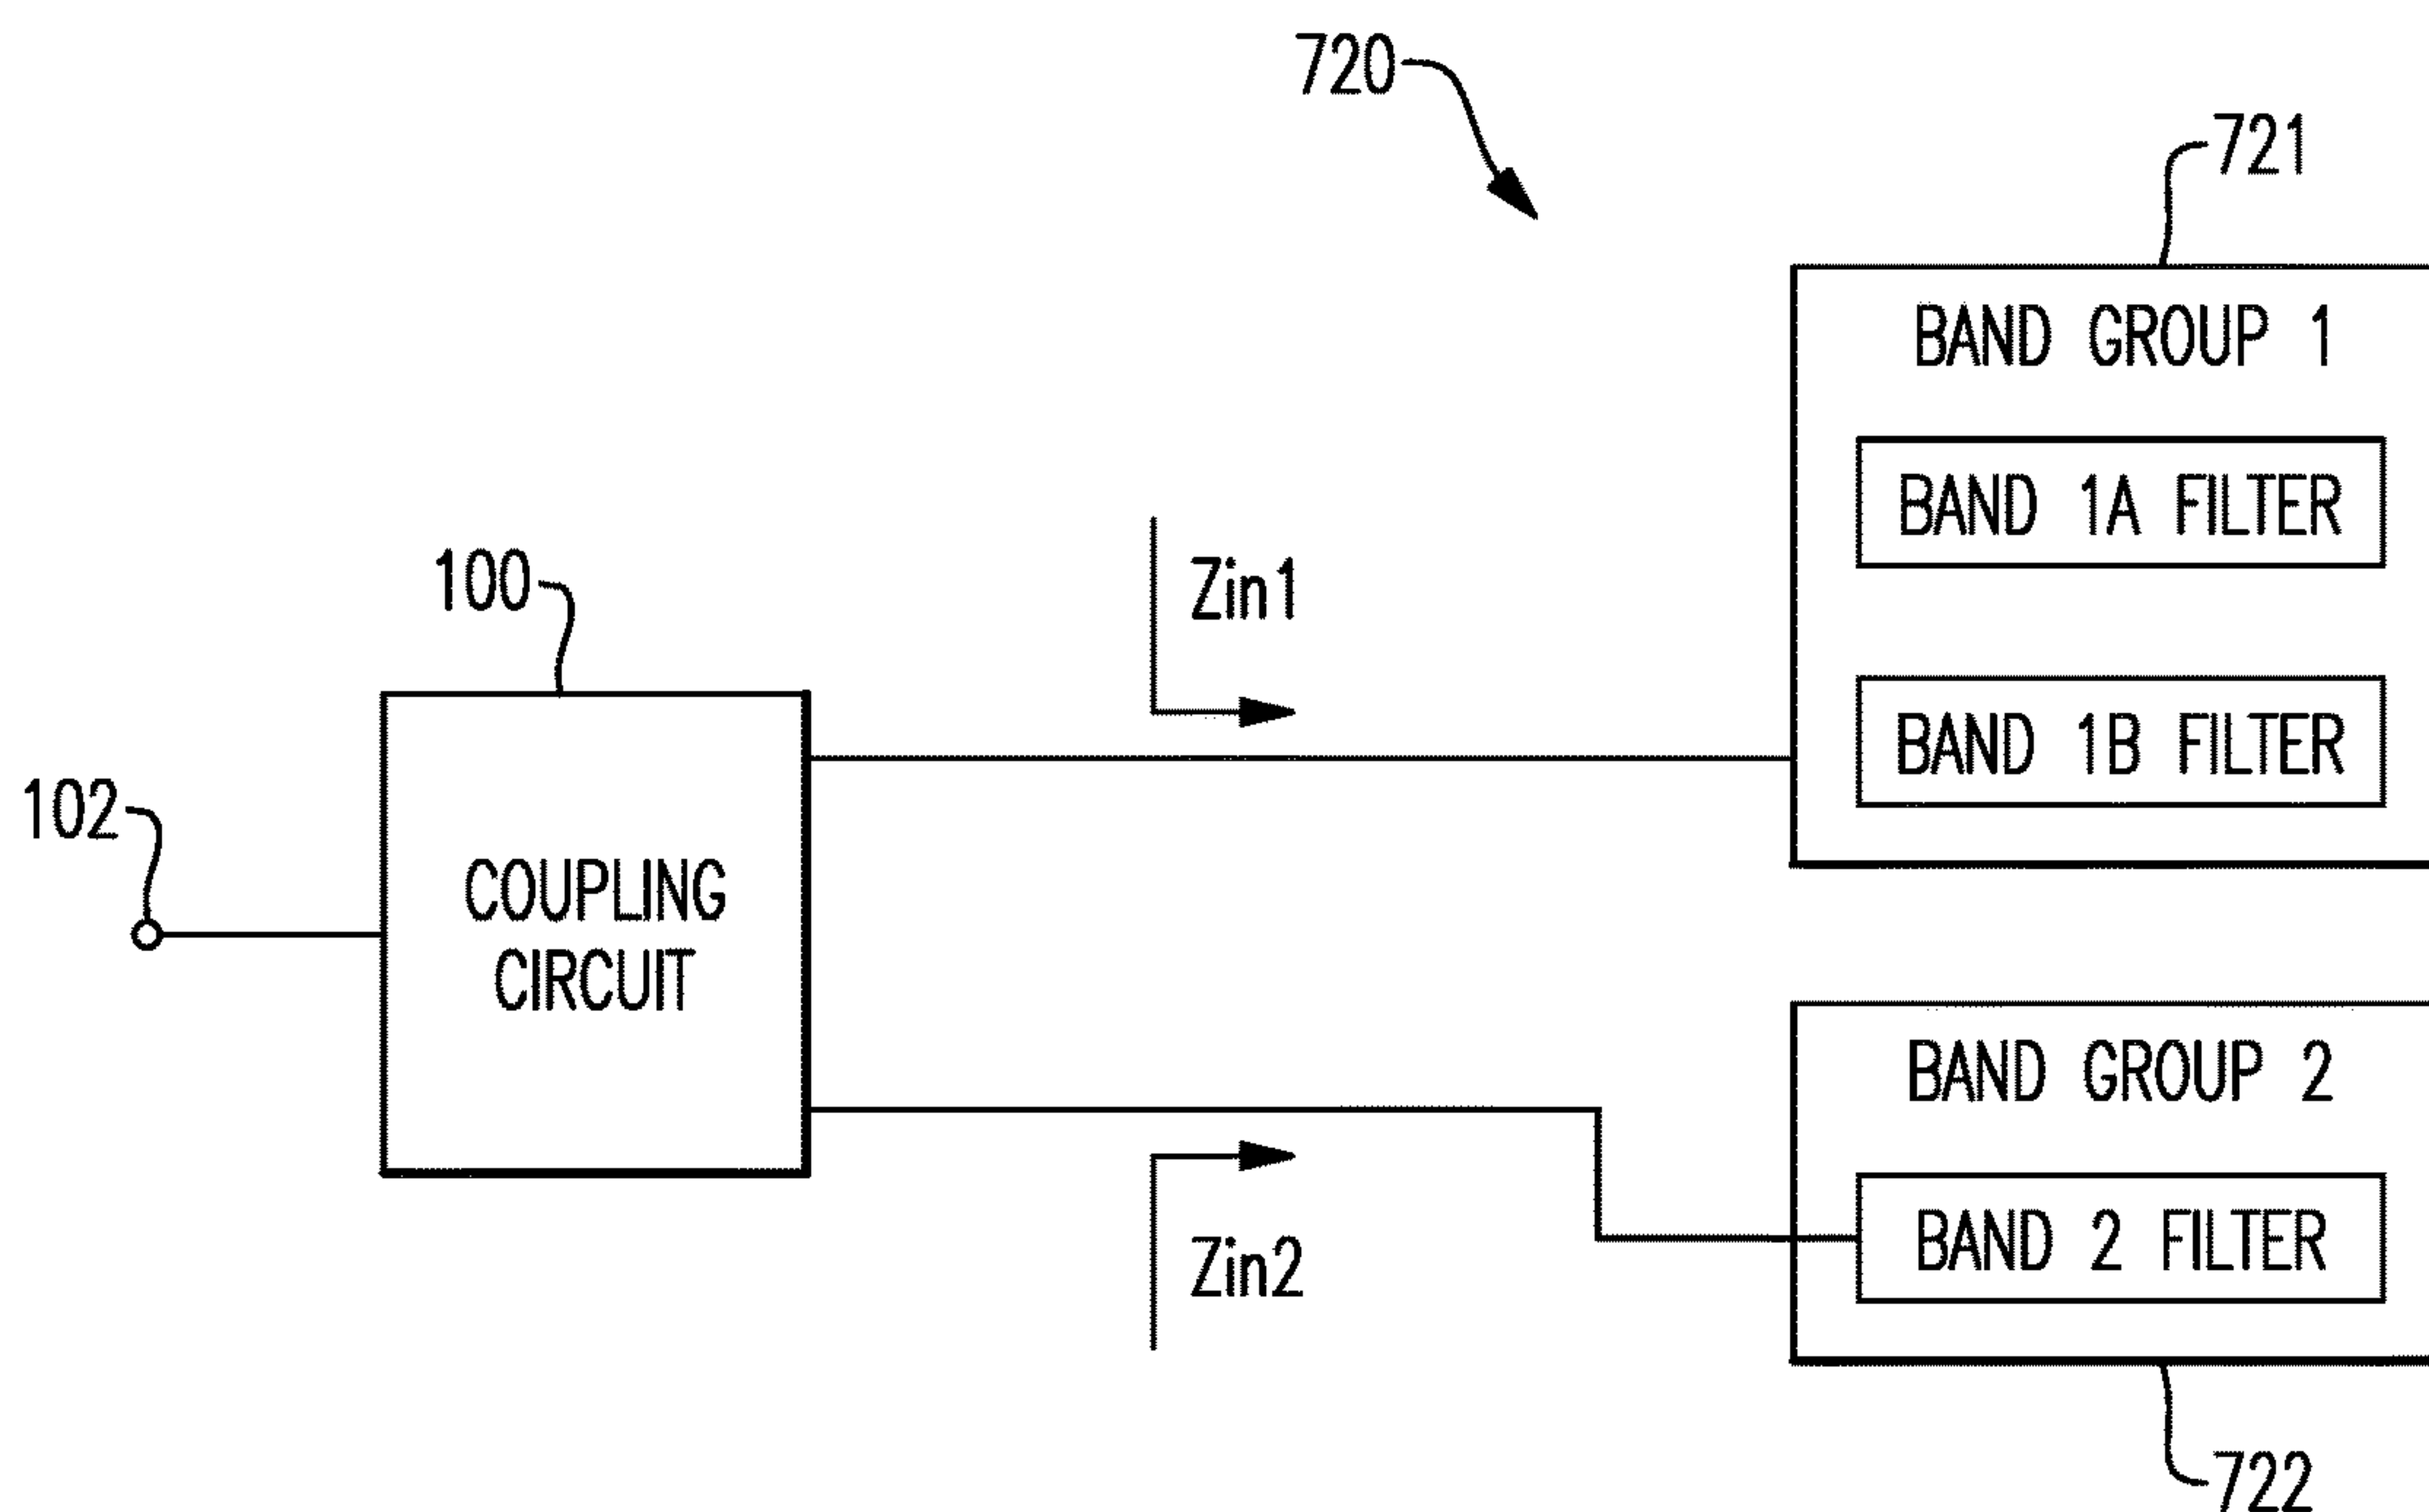 720
721
BAND GROUP 1
BAND 1A FILTER
100
Zin1
BAND 1B FILTER
102
COUPLING
CIRCUIT
BAND GROUP 2
Zin2
BAND 2 FILTER
722